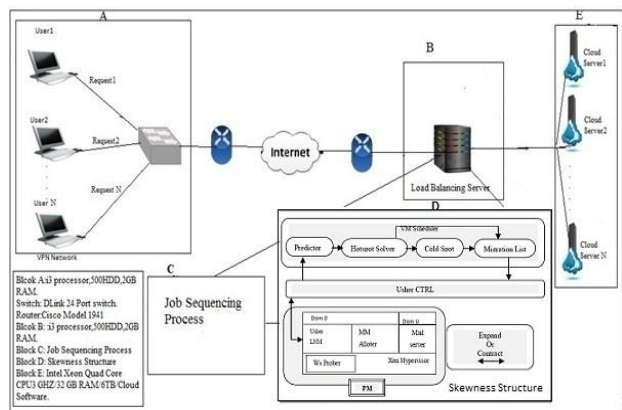 A
B
E
User1
Request1
User2
Request 2
Request N
User N
VPN Network
Internet
Load Balancing Server
Cloud
Server1
Cloud
Server2
Cloud
Server N
Blcok A:i3 processor,500HDD,2GB
RAM.
Switch: DLink 24 Port switch.
Router:Cisco Model 1941
Block B: :i3 processor,500HDD,2GB
RAM.
Block C: Job Sequencing Process
Block D: Skewness Structure
Block E: Intel Xeon Quad Core
CPU3 GHZ/32 GB RAM/6TB/Cloud
Software.
C
Job Sequencing
Process
D
VM Scheduler
Predictor
Hotspot Solver
Cold Spot
Migration List
Usher CTRL
Dom 0
Dom U
Usher
LNM
MM
Alloter
Mail
server
Ws Prober
Xen Hypervisor
PM
Expand
Or
Contract
Skewness Structure